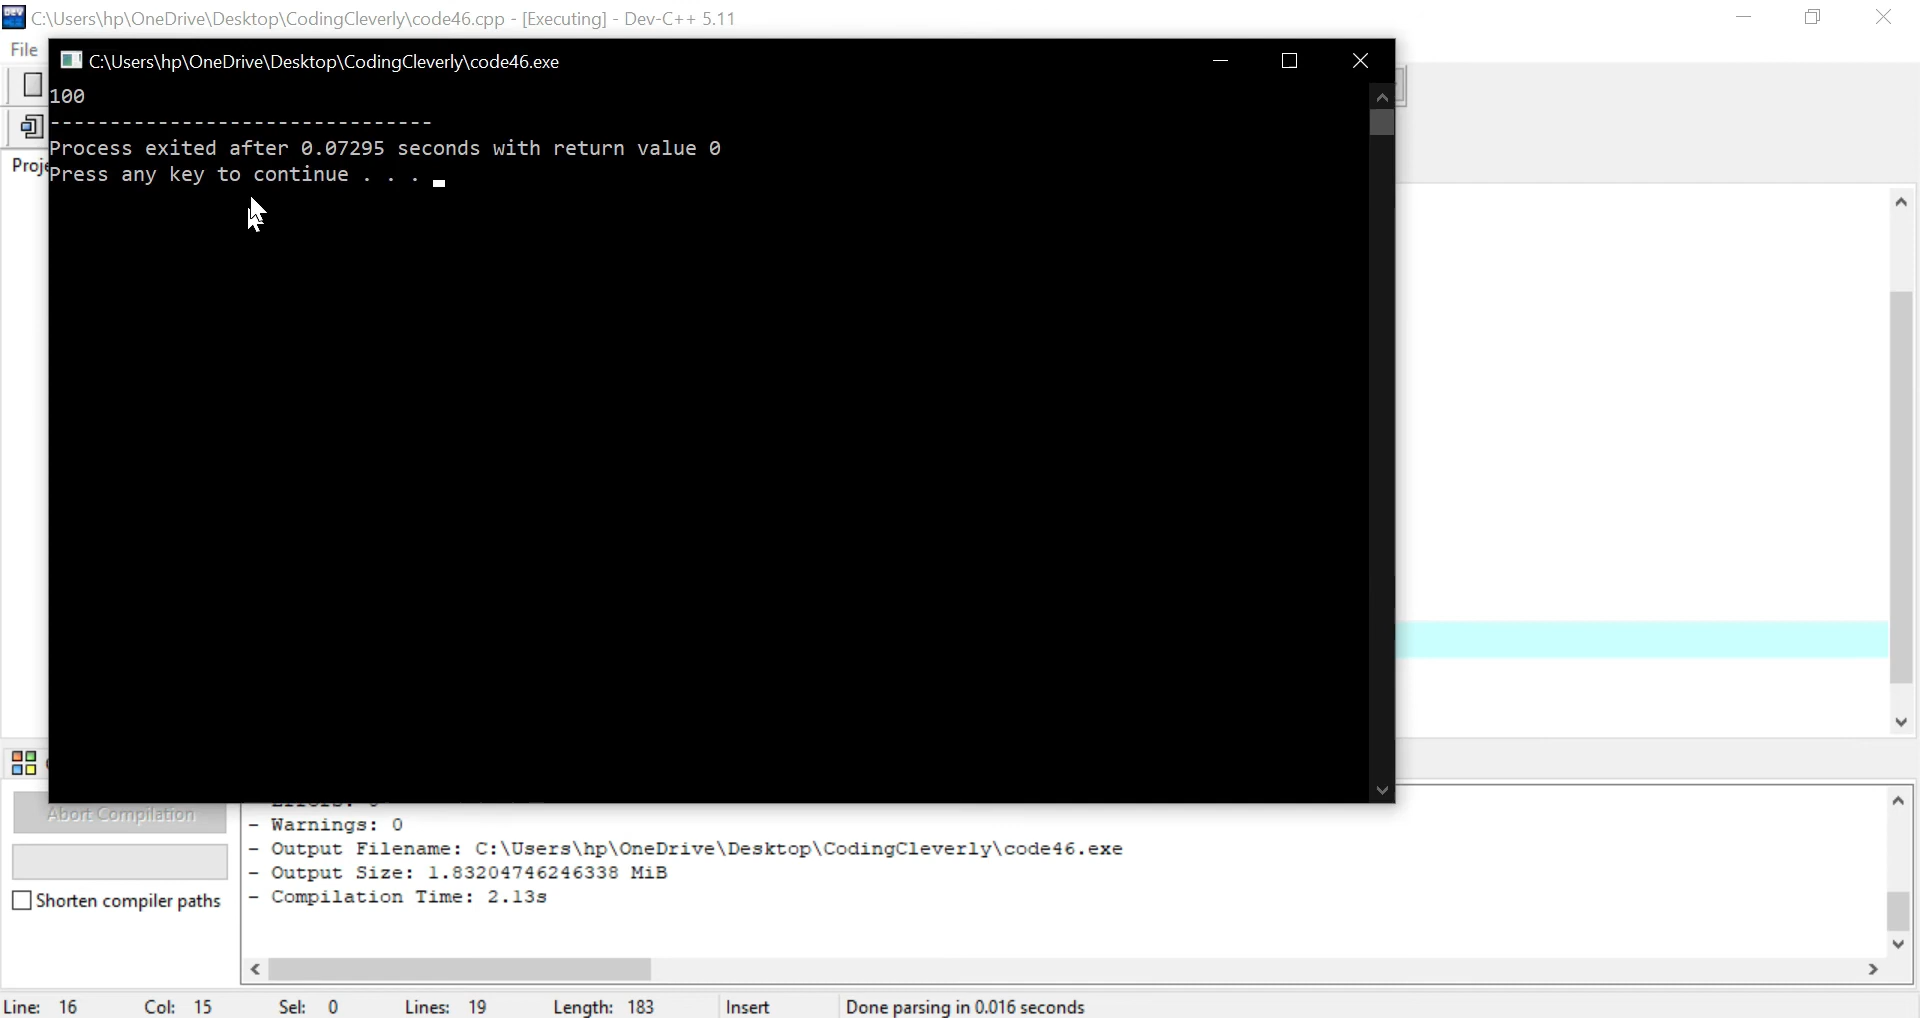 C:\Users\hp\OneDrive\Desktop\CodingCleverly\code46.cpp - [Executing] - Dev-C++ 5.11
File
C:\Users\hp\OneDrive\Desktop\CodingCleverly\code46.exe
100
--------------------------------
Process exited after 0.07295 seconds with return value 0
Proje
Press any key to continue . . .
Abort Compilation
- Warnings: 0
- Output Filename: C:\Users\hp\OneDrive\Desktop\CodingCleverly\code46.exe
- Output Size: 1.83204746246338 MiB
- Compilation Time: 2.13s
Shorten compiler paths
Line: 16 Col: 15 Sel: 0 Lines: 19 Length: 183 Insert Done parsing in 0.016 seconds